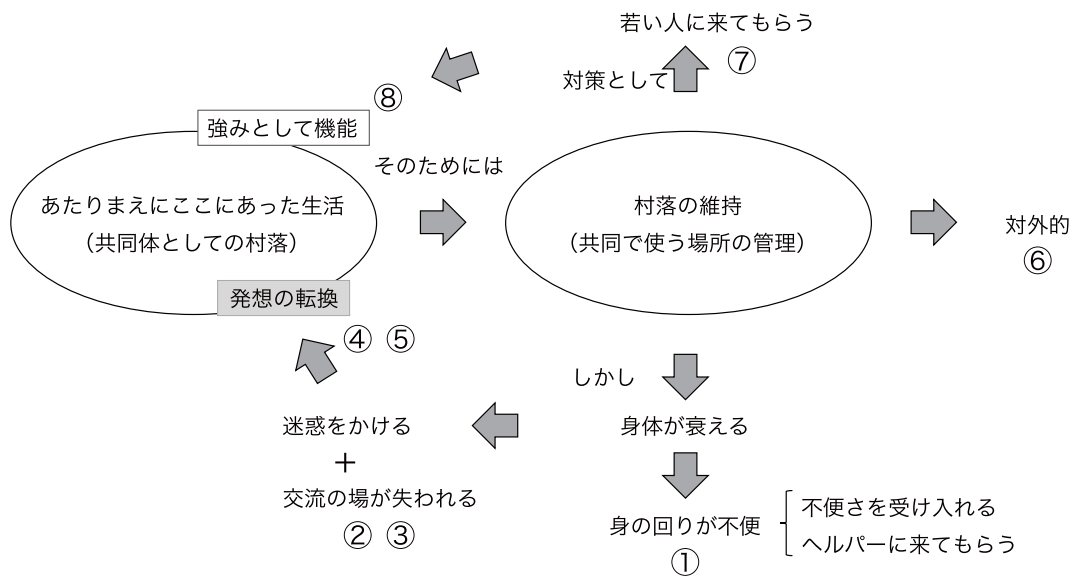 若い人に来てもらう
⑦
対策として
⑧
強みとして機能
そのためには
あたりまえにここにあった生活
（共同体としての村落）
村落の維持
（共同で使う場所の管理）
対外的
⑥
発想の転換
④ ⑤
しかし
迷惑をかける
＋
交流の場が失われる
② ③
身体が衰える
身の回りが不便
①
不便さを受け入れる
ヘルパーに来てもらう